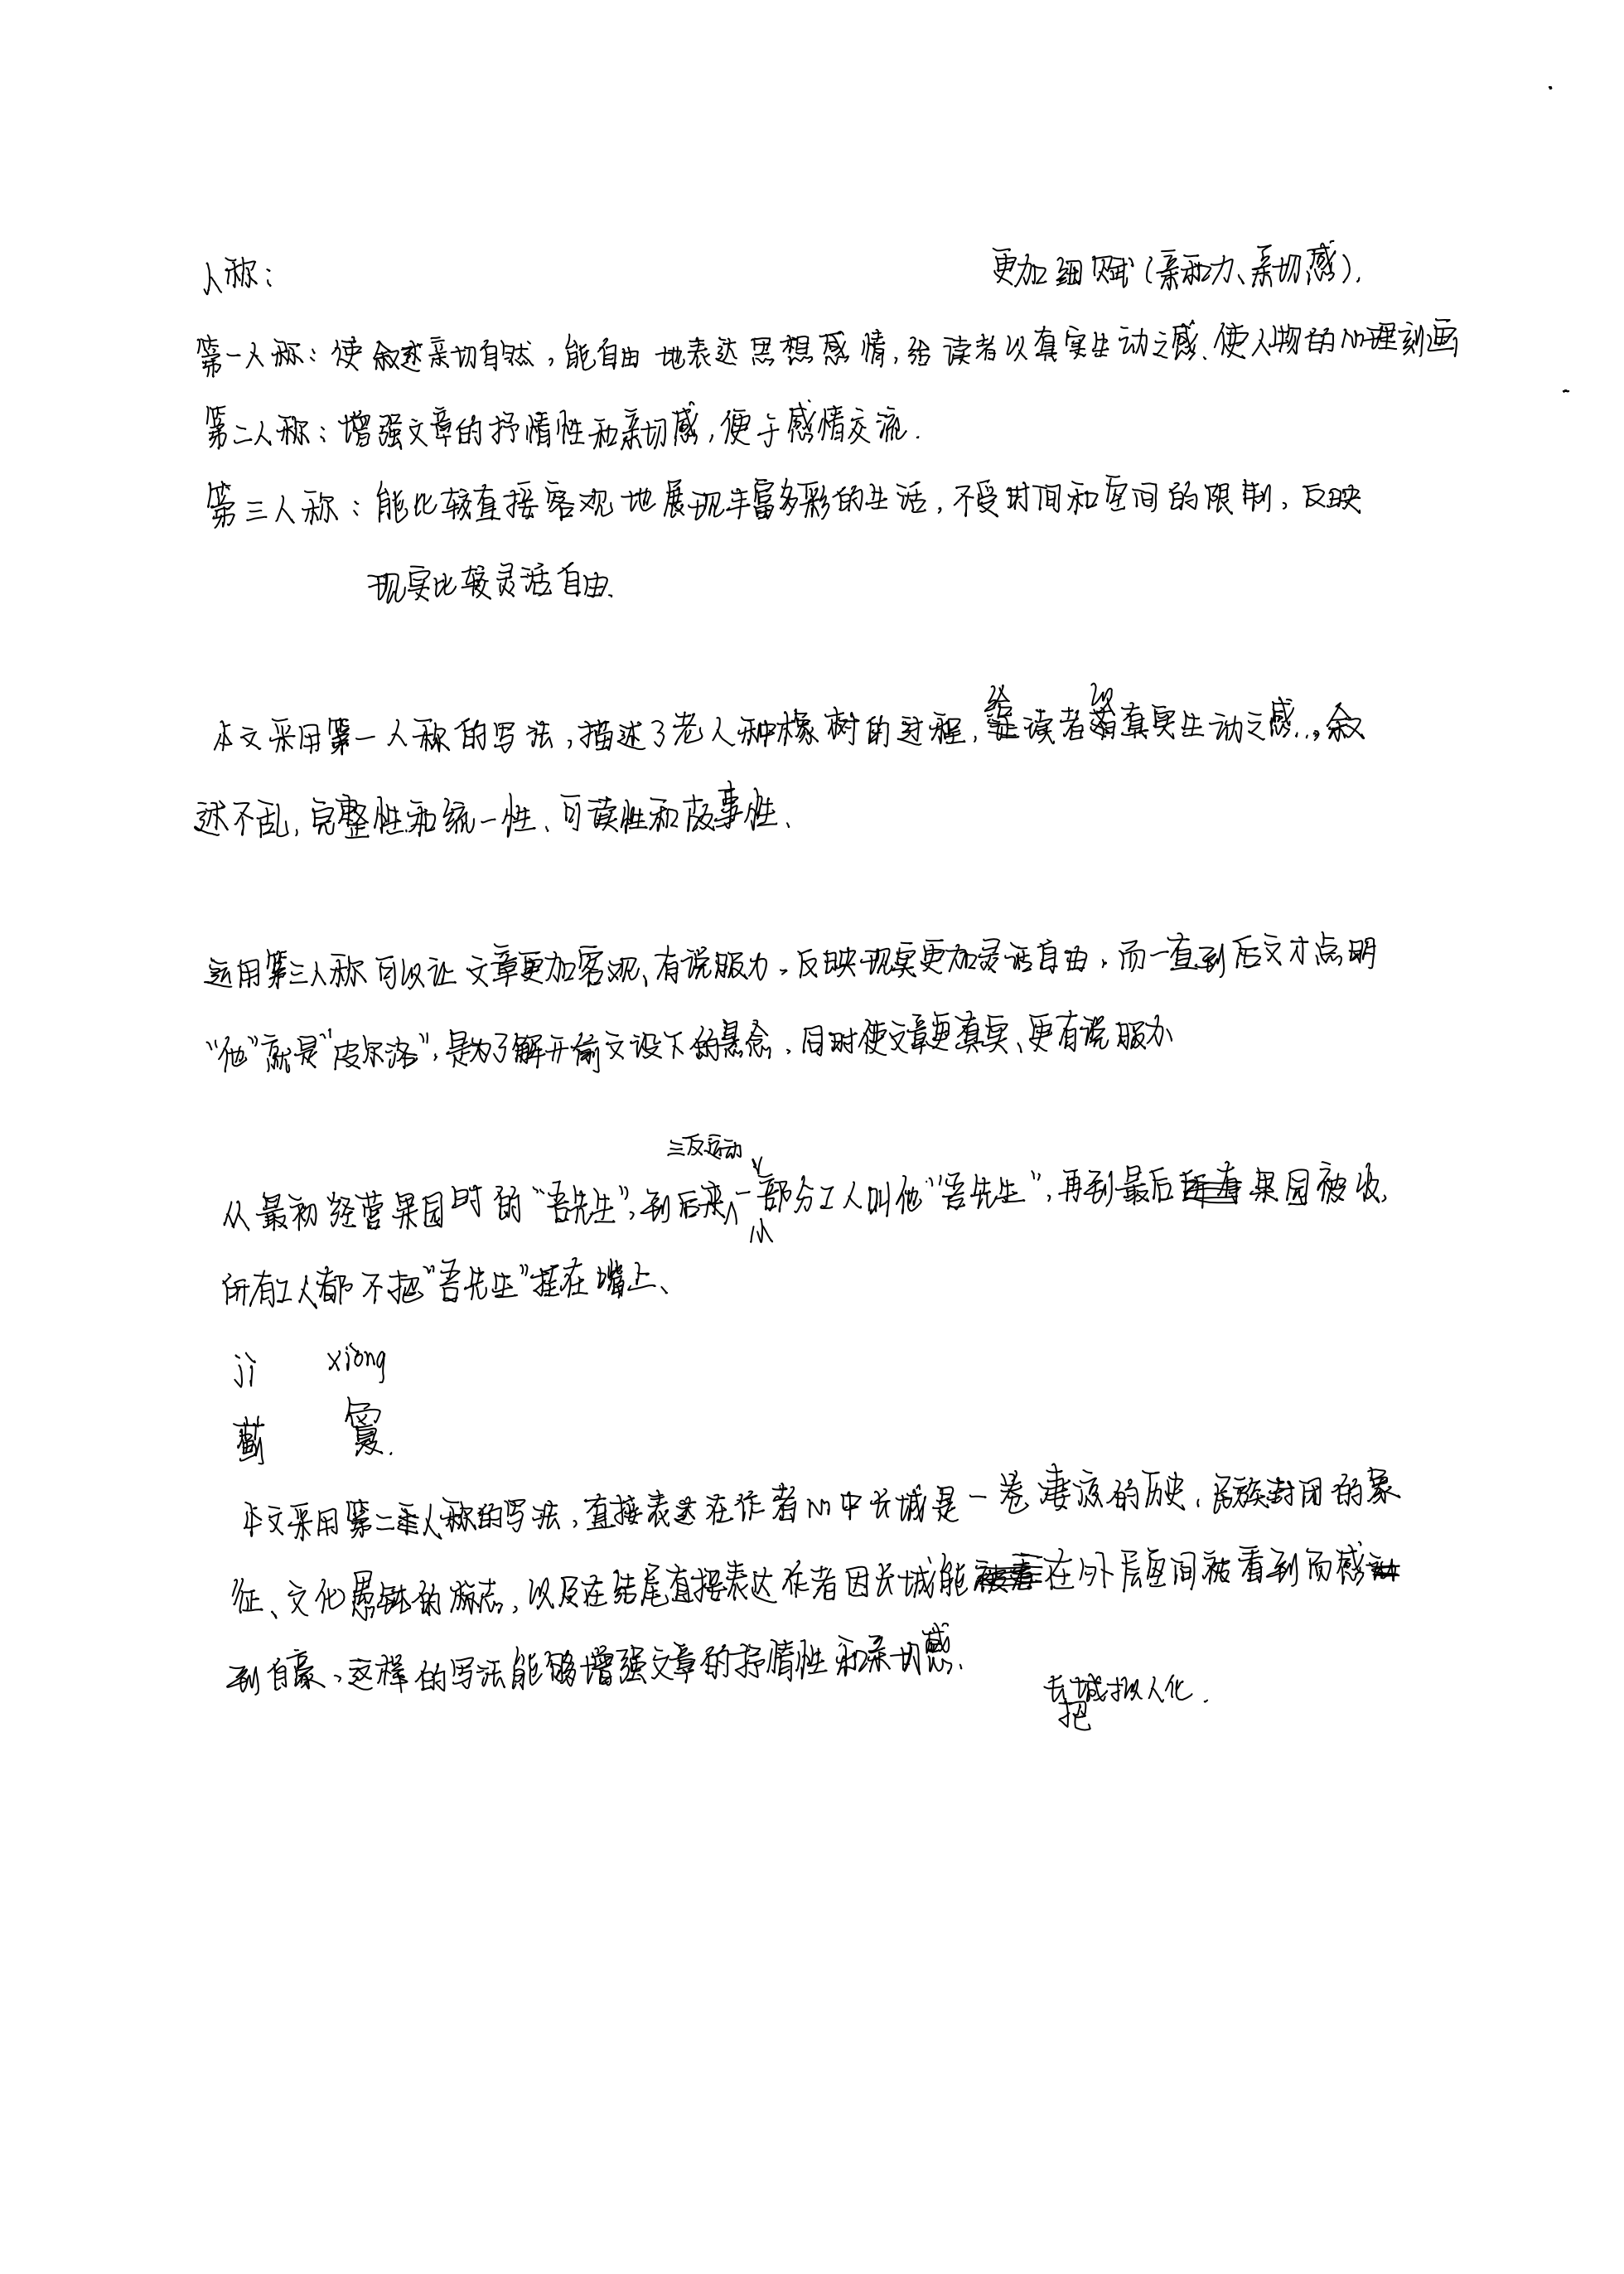 人称：
更加细腻(亲和力、亲切感).
第一人称：使叙述亲切自然，能自由地表达思想感情，给读者以真实生动之感、使人物的心理刻画
第二人称：增强文章的抒情性和亲切感，便于感情交流.
第三人称：能比较直接客观地展现丰富多彩的生活，不受时间和空间的限制，反映
现实比较灵活自由.
给 以
本文采用第一人称的写法，描述了老人种橡树的过程，读者真实生动之感...，叙
述不乱，完整性和统一性、可读性和故事性、
运用第三人称可以让文章更加客观、有说服力，反映现实更加灵活自由，而一直到后文才点明
“他”就是“皮尔洛”，是为了解开前文设下的悬念，同时使文章更真实、更有说服力
三反运动
从最初经营果园时的“吾先生”，到后来一部分工人叫他“吾先生”，再到最后果园被收，
小
所有工人都不把“吾先生”挂在嘴上、
jì xiòng
蓟 敻.
本文采用第二人称的写法，直接表达在作者心中长城是一卷凄凉的历史，民族封闭的象
征、文化愚钝的标志，以及在结尾直接表达作者因长城能在外层空间被看到而感
到自豪、这样的写法能够增强文章的抒情性和亲切感.
长城拟人化.
把